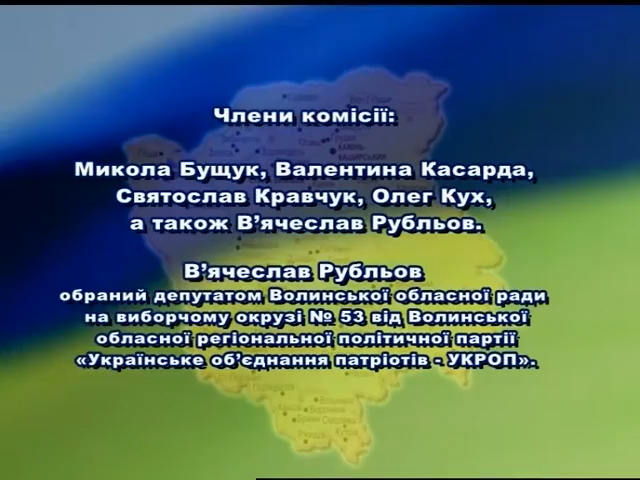 Члени комісії:
Микола Бущук, Валентина Касарда,
Святослав Кравчук, Олег Кух,
а також В’ячеслав Рубльов.
В’ячеслав Рубльов
обраний депутатом Волинської обласної ради
на виборчому окрузі № 53 від Волинської
обласної регіональної політичної партії
«Українське об’єднання патріотів - УКРОП».